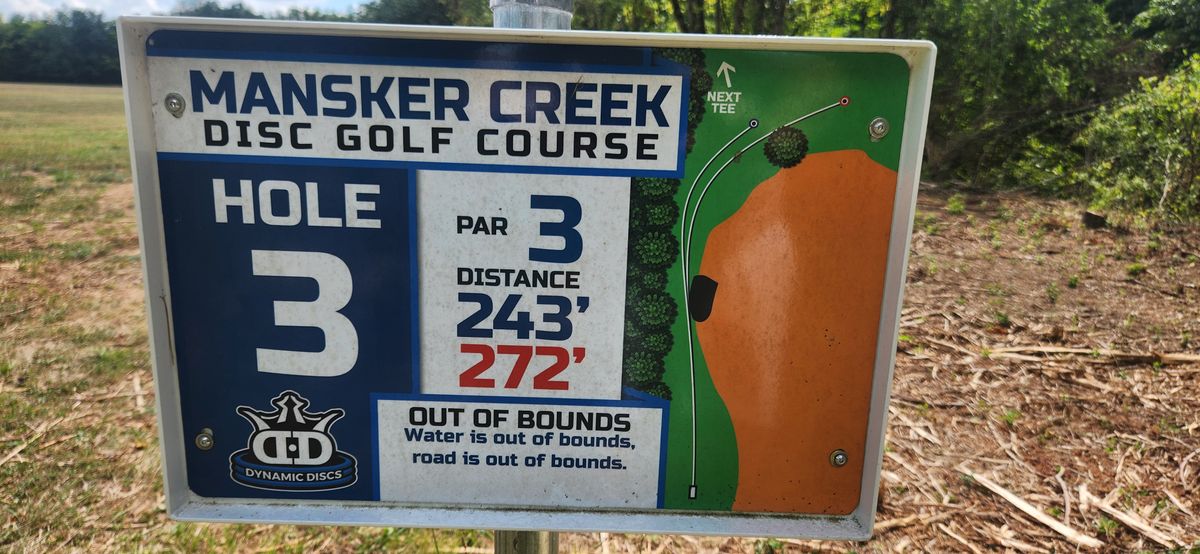 MANSKER CREEK
DISC GOLF COURSE
HOLE
3
PAR 3
DISTANCE
243'
272'
OUT OF BOUNDS
Water is out of bounds,
road is out of bounds.
DD
DYNAMIC DISCS
NEXT
TEE